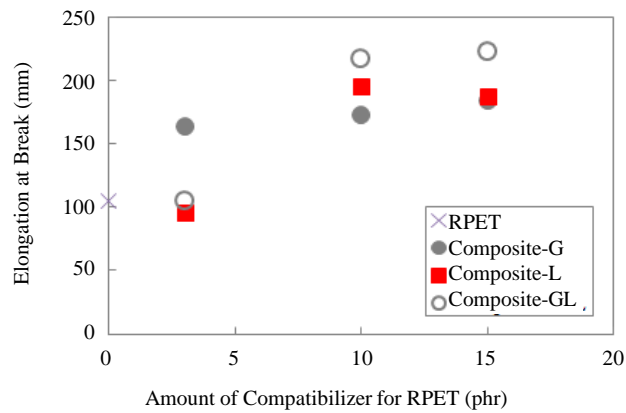 Elongation at Break (mm)
250
200
150
100
50
0
0 5 10 15 20
Amount of Compatibilizer for RPET (phr)
RPET
Composite-G
Composite-L
Composite-GL